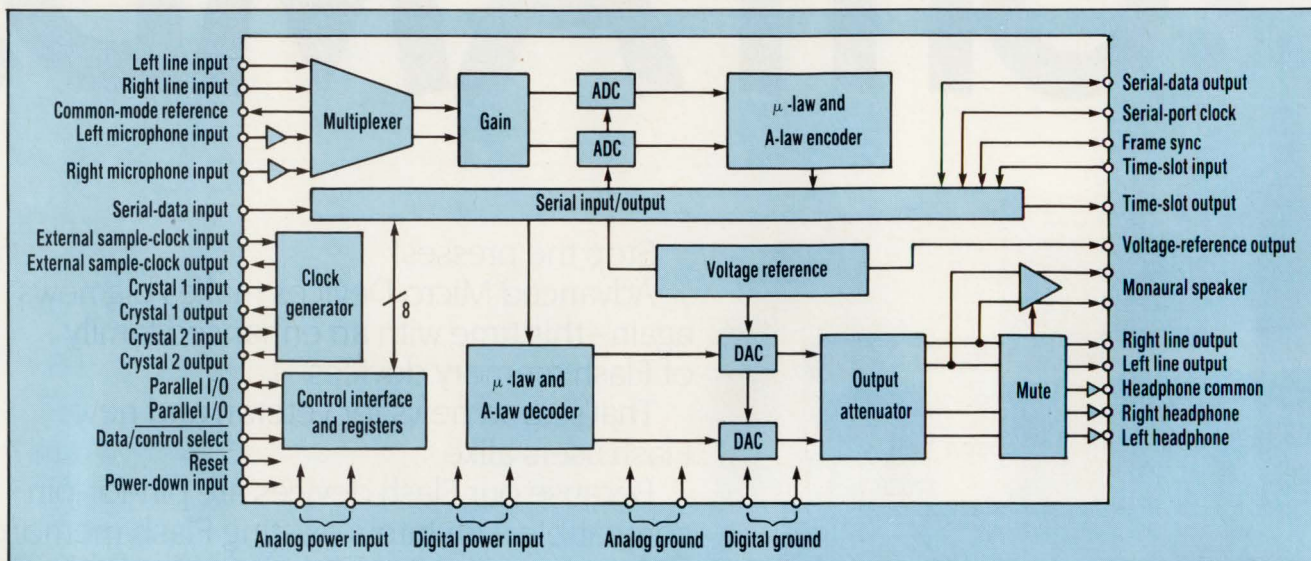 Left line input
Right line input
Common-mode reference
Left microphone input
Right microphone input
Serial-data input
External sample-clock input
External sample-clock output
Crystal 1 input
Crystal 1 output
Crystal 2 input
Crystal 2 output
Parallel I/O
Parallel I/O
Data/control select
Reset
Power-down input
Multiplexer
Gain
ADC
ADC
μ-law and
A-law encoder
Serial input/output
Clock
generator
8
Voltage reference
Control interface
and registers
μ-law and
A-law decoder
DAC
DAC
Output
attenuator
Mute
Serial-data output
Serial-port clock
Frame sync
Time-slot input
Time-slot output
Voltage-reference output
Monaural speaker
Right line output
Left line output
Headphone common
Right headphone
Left headphone
Analog power input
Digital power input
Analog ground
Digital ground